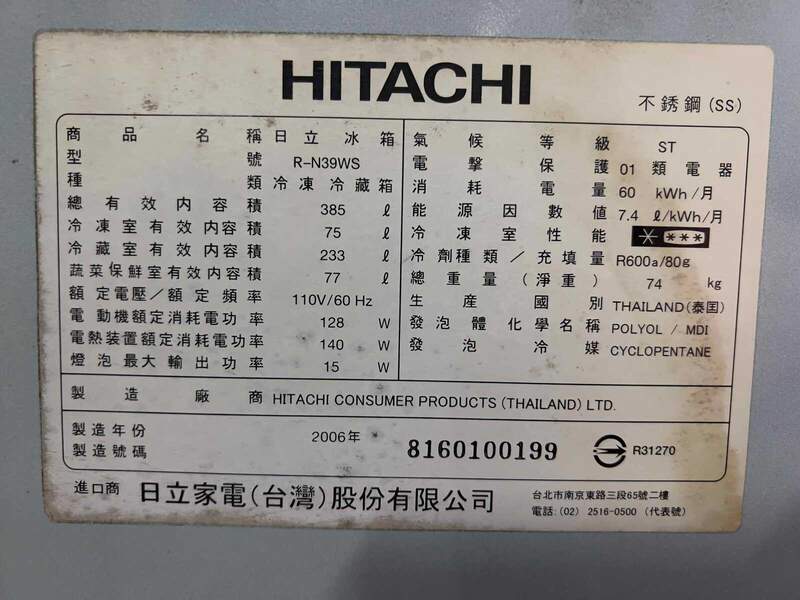 HITACHI
不銹鋼(SS)
商品名稱 日立冰箱
型號 R-N39WS
種類 冷凍冷藏箱
總有效內容積 385 ℓ
冷凍室有效內容積 75 ℓ
冷藏室有效內容積 233 ℓ
蔬菜保鮮室有效內容積 77 ℓ
額定電壓／額定頻率 110V/60 Hz
電動機額定消耗電功率 128 W
電熱裝置額定消耗電功率 140 W
燈泡最大輸出功率 15 W
氣候等級 ST
電擊保護 01 類電器
消耗電量 60 kWh/月
能源因數值 7.4 ℓ/kWh/月
冷凍室性能 * ***
冷劑種類／充填量 R600a/80g
總重量(淨重) 74 kg
生産國別 THAILAND(泰国)
發泡體化學名稱 POLYOL / MDI
發泡冷媒 CYCLOPENTANE
製造廠商 HITACHI CONSUMER PRODUCTS (THAILAND) LTD.
製造年份 2006年
製造號碼 8160100199
R31270
進口商 日立家電(台灣)股份有限公司
台北市南京東路三段65號二樓
電話:(02) 2516-0500 (代表號)